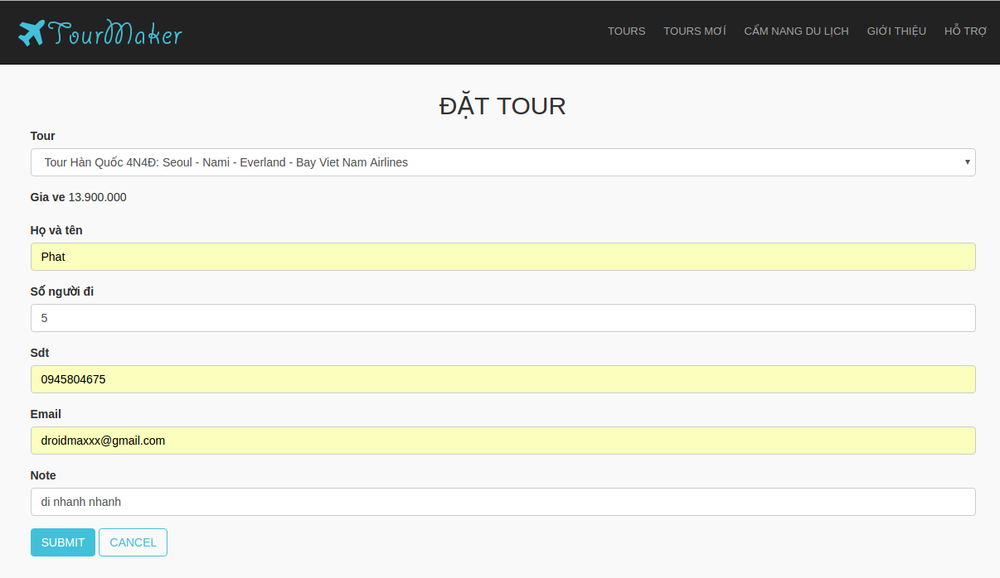 TourMaker
TOURS TOURS MƠÍ CẨM NANG DU LỊCH GIỚI THIỆU HỖ TRỢ
ĐẶT TOUR
Tour
Tour Hàn Quốc 4N4Đ: Seoul - Nami - Everland - Bay Viet Nam Airlines
Gia ve 13.900.000
Họ và tên
Phat
Số người đi
5
Sdt
0945804675
Email
droidmaxxx@gmail.com
Note
di nhanh nhanh
SUBMIT CANCEL